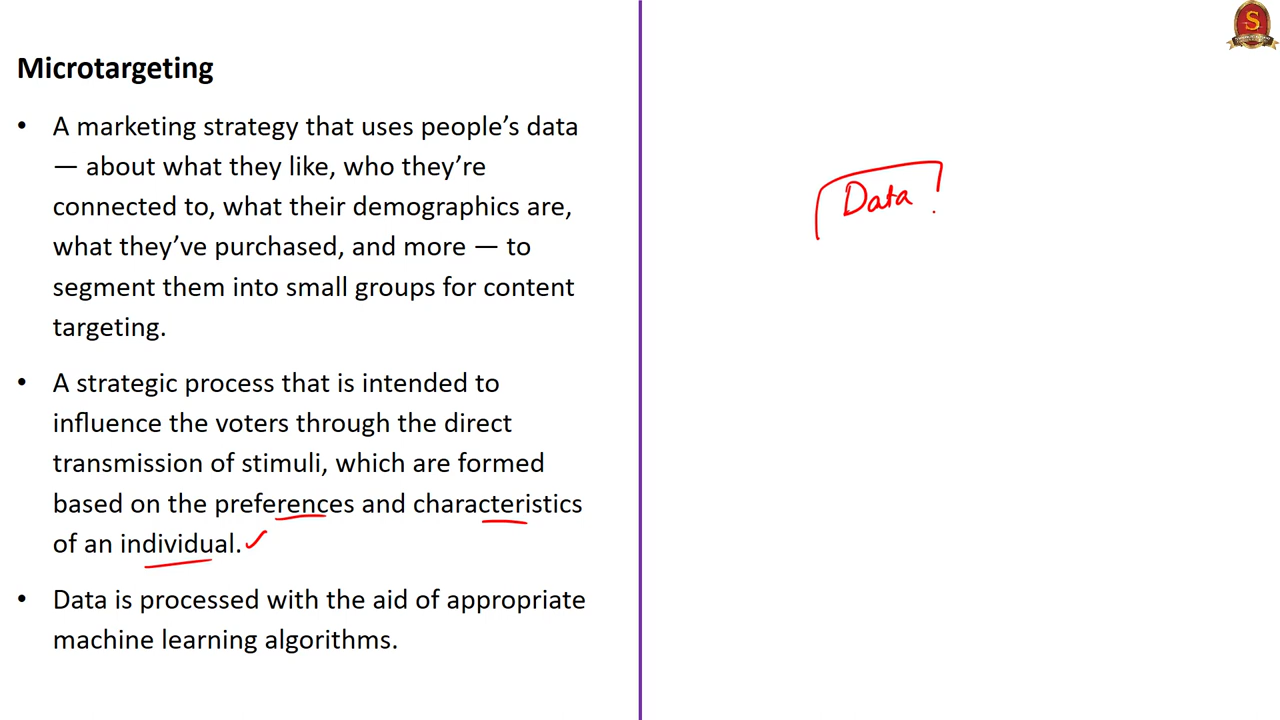 Microtargeting
• A marketing strategy that uses people's data
— about what they like, who they're
connected to, what their demographics are,
what they've purchased, and more — to
segment them into small groups for content
targeting.
• A strategic process that is intended to
influence the voters through the direct
transmission of stimuli, which are formed
based on the preferences and characteristics
of an individual.
• Data is processed with the aid of appropriate
machine learning algorithms.
Data
S